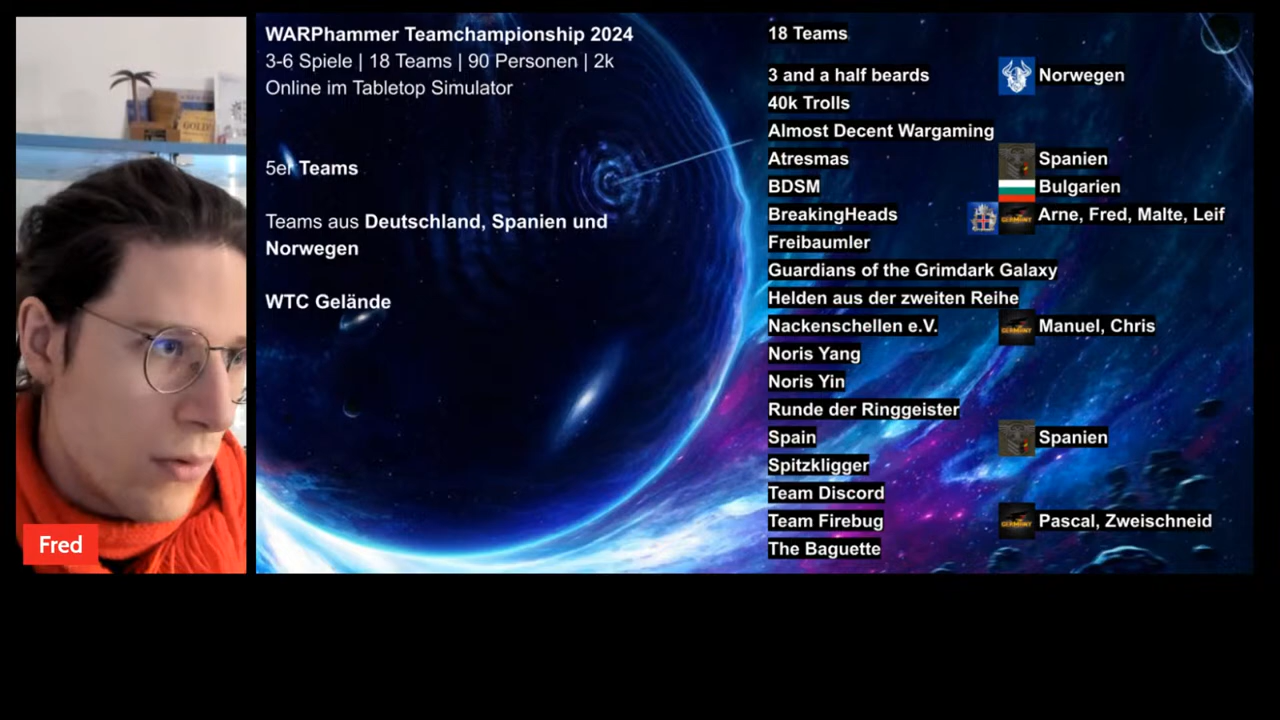 WARPhammer Teamchampionship 2024
3-6 Spiele | 18 Teams | 90 Personen | 2k
Online im Tabletop Simulator
5er Teams
Teams aus Deutschland, Spanien und
Norwegen
WTC Gelände
18 Teams
3 and a half beards Norwegen
40k Trolls
Almost Decent Wargaming
Atresmas Spanien
BDSM Bulgarien
BreakingHeads GERMANY Arne, Fred, Malte, Leif
Freibaumler
Guardians of the Grimdark Galaxy
Helden aus der zweiten Reihe
Nackenschellen e.V. GERMANY Manuel, Chris
Noris Yang
Noris Yin
Runde der Ringgeister
Spain Spanien
Spitzkligger
Team Discord
Team Firebug GERMANY Pascal, Zweischneid
The Baguette
GOLD
Fred